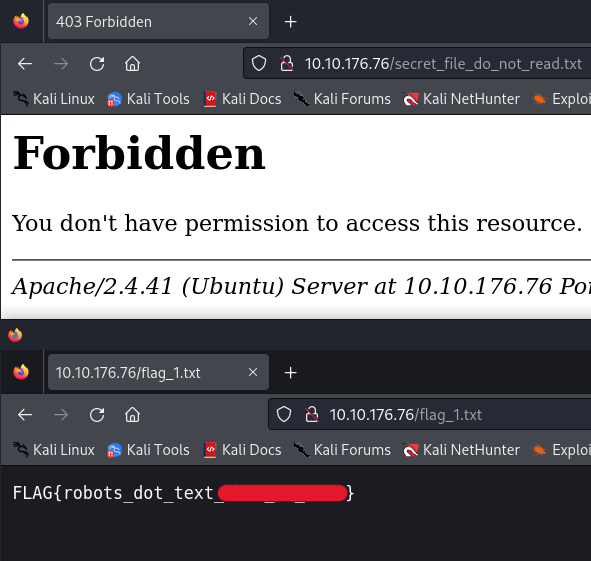 403 Forbidden
10.10.176.76/secret_file_do_not_read.txt
Kali Linux Kali Tools Kali Docs Kali Forums Kali NetHunter Exploi
Forbidden
You don't have permission to access this resource.
Apache/2.4.41 (Ubuntu) Server at 10.10.176.76 Po
10.10.176.76/flag_1.txt
10.10.176.76/flag_1.txt
Kali Linux Kali Tools Kali Docs Kali Forums Kali NetHunter Exploi
FLAG{robots_dot_text_ }